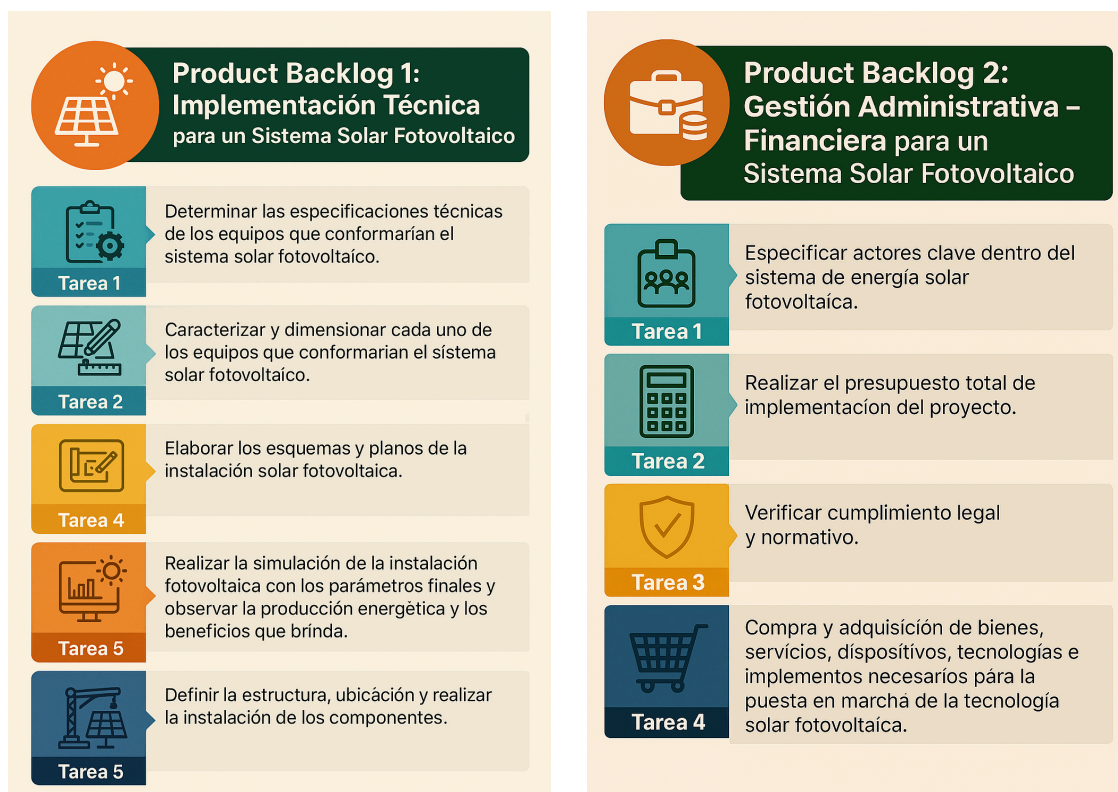 Product Backlog 1:
Implementación Técnica
para un Sistema Solar Fotovoltaico
Tarea 1
Determinar las especificaciones técnicas
de los equipos que conformarían el
sistema solar fotovoltaíco.
Tarea 2
Caracterizar y dimensionar cada uno de
los equipos que conformarian el sístema
solar fotovoltaíco.
Tarea 4
Elaborar los esquemas y planos de la
instalación solar fotovoltaica.
Tarea 5
Realizar la simulación de la instalación
fotovoltaica con los parámetros finales y
observar la producción energètica y los
beneficios que brínda.
Tarea 5
Definir la estructura, ubicación y realizar
la instalación de los componentes.
Product Backlog 2:
Gestión Administrativa –
Financiera para un
Sistema Solar Fotovoltaico
Tarea 1
Especificar actores clave dentro del
sistema de energía solar
fotovoltaíca.
Tarea 2
Realizar el presupuesto total de
implementacíon del proyecto.
Tarea 3
Verificar cumplimiento legal
y normativo.
Tarea 4
Compra y adquisíción de bienes,
servícios, díspositívos, tecnologías e
implementos necesaríos pára la
puesta en marchá de la tecnología
solar fotovoltaíca.